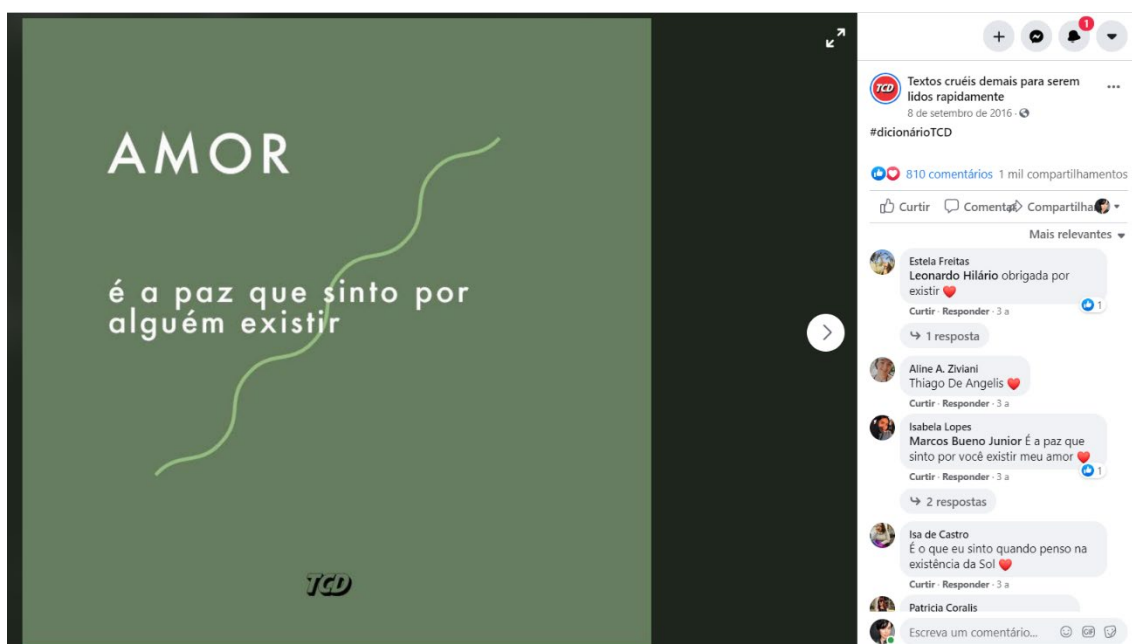 AMOR
é a paz que sinto por
alguém existir
TCD
1
TCD
Textos cruéis demais para serem
lidos rapidamente
8 de setembro de 2016
#dicionárioTCD
810 comentários 1 mil compartilhamentos
Curtir Comentar Compartilha
Mais relevantes
Estela Freitas
Leonardo Hilário obrigada por
existir
1
Curtir · Responder · 3 a
1 resposta
Aline A. Ziviani
Thiago De Angelis
Curtir · Responder · 3 a
Isabela Lopes
Marcos Bueno Junior É a paz que
sinto por você existir meu amor
1
Curtir · Responder · 3 a
2 respostas
Isa de Castro
É o que eu sinto quando penso na
existência da Sol
Curtir · Responder · 3 a
Patricia Coralis
Escreva um comentário...
GIF